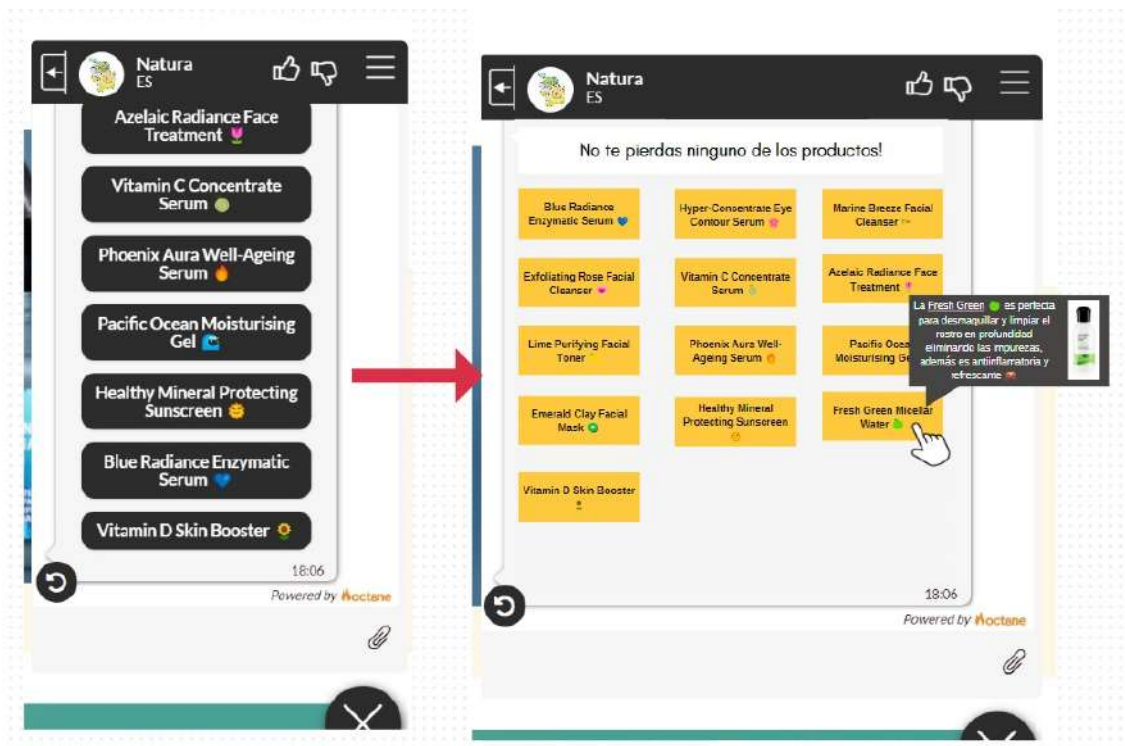 Natura
ES
Azelaic Radiance Face
Treatment 🌷
Vitamin C Concentrate
Serum 🍈
Phoenix Aura Well-Ageing
Serum 🔥
Pacific Ocean Moisturising
Gel 🌊
Healthy Mineral Protecting
Sunscreen 🌞
Blue Radiance Enzymatic
Serum 💙
Vitamin D Skin Booster 🌻
18:06
Powered by octane
Natura
ES
No te pierdas ninguno de los productos!
Blue Radiance
Enzymatic Serum 💙
Hyper-Concentrate Eye
Contour Serum 🌸
Marine Breeze Facial
Cleanser
Exfoliating Rose Facial
Cleanser
Vitamin C Concentrate
Serum 🍈
Azelaic Radiance Face
Treatment 🌷
La Fresh Green 🍏 es perfecta
para desmaquillar y limpiar el
rostro en profundidad
eliminando las impurezas,
además es antiinflamatoria y
refrescante
Lime Purifying Facial
Toner
Phoenix Aura Well-
Ageing Serum 🔥
Pacific Ocea
Moisturising Ge
Emerald Clay Facial
Mask
Healthy Mineral
Protecting Sunscreen
🌞
Fresh Green Micellar
Water 🍏
Vitamin D Skin Booster
🌻
18:06
Powered by octane